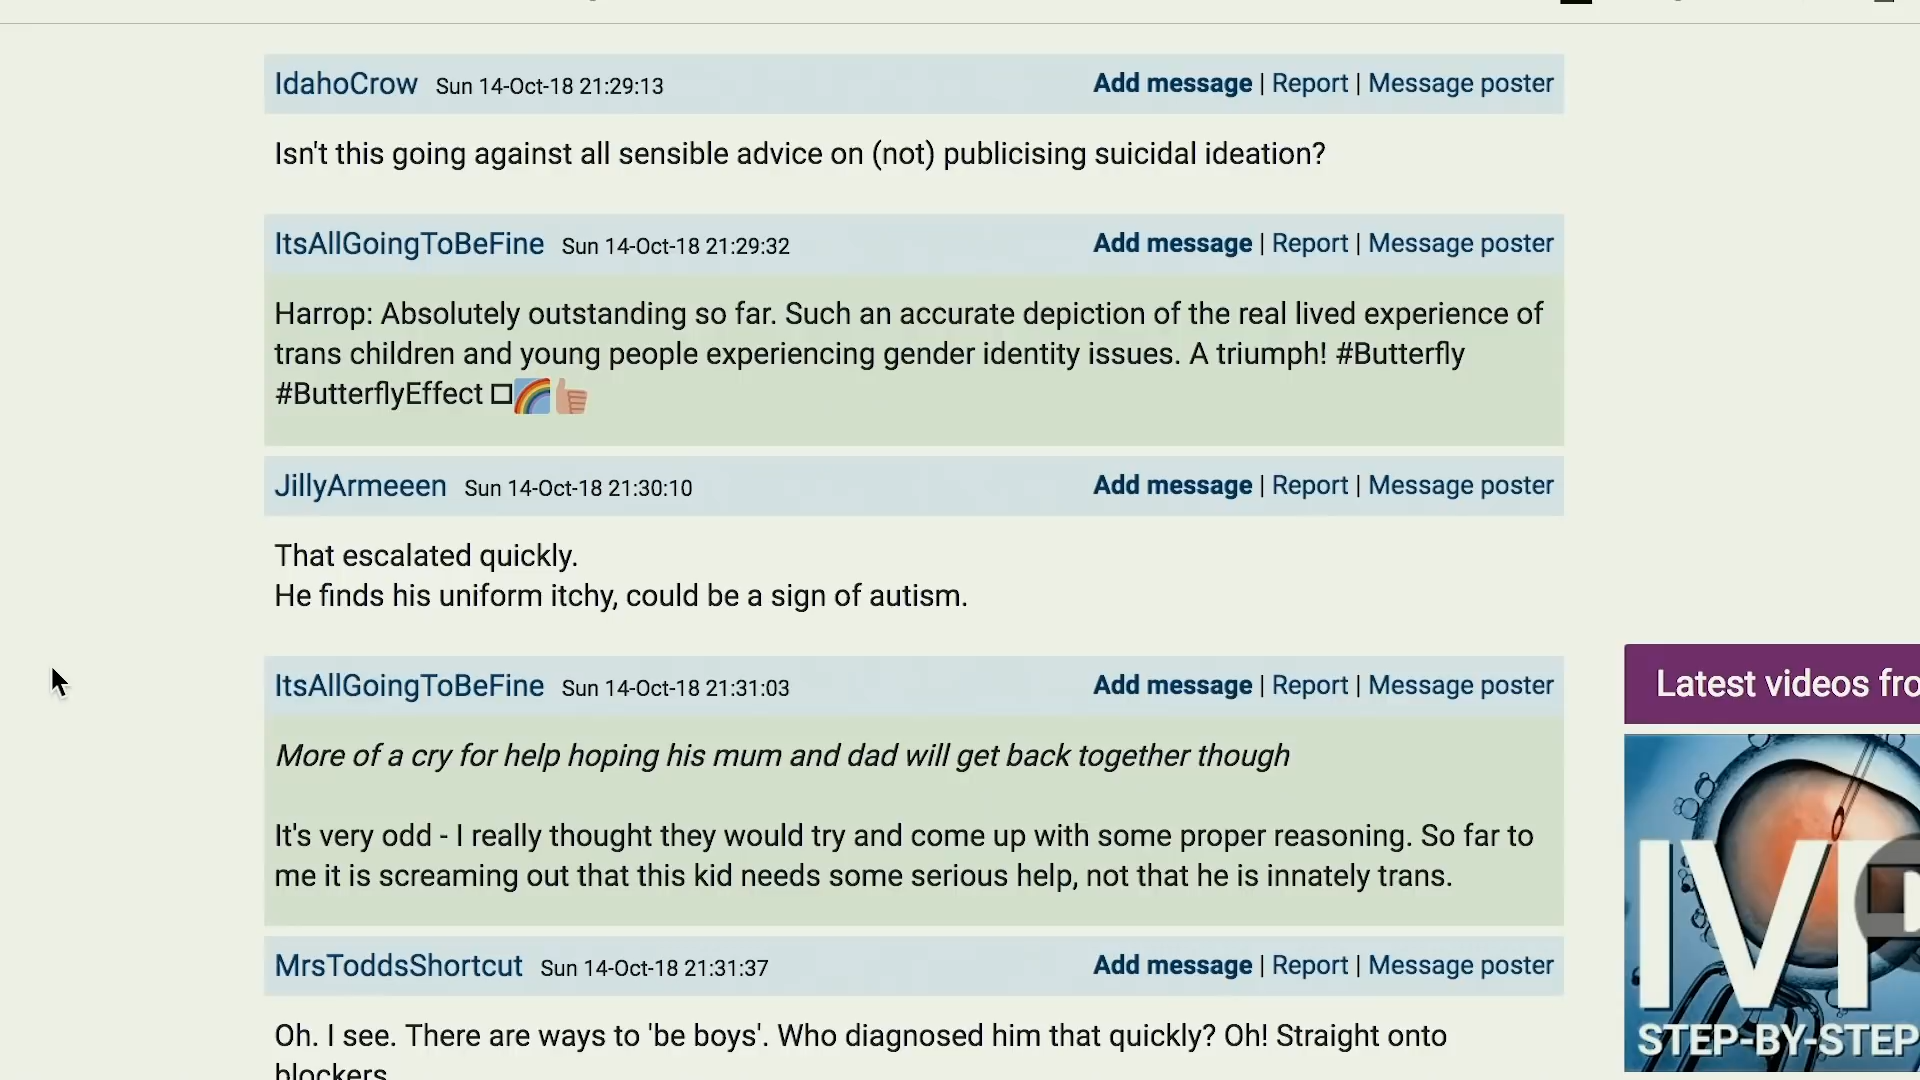 IdahoCrow Sun 14-Oct-18 21:29:13 Add message | Report | Message poster
Isn't this going against all sensible advice on (not) publicising suicidal ideation?
ItsAllGoingToBeFine Sun 14-Oct-18 21:29:32 Add message | Report | Message poster
Harrop: Absolutely outstanding so far. Such an accurate depiction of the real lived experience of
trans children and young people experiencing gender identity issues. A triumph! #Butterfly
#ButterflyEffect □🌈👍
JillyArmeeen Sun 14-Oct-18 21:30:10 Add message | Report | Message poster
That escalated quickly.
He finds his uniform itchy, could be a sign of autism.
ItsAllGoingToBeFine Sun 14-Oct-18 21:31:03 Add message | Report | Message poster
More of a cry for help hoping his mum and dad will get back together though
It's very odd - I really thought they would try and come up with some proper reasoning. So far to
me it is screaming out that this kid needs some serious help, not that he is innately trans.
MrsToddsShortcut Sun 14-Oct-18 21:31:37 Add message | Report | Message poster
Oh. I see. There are ways to 'be boys'. Who diagnosed him that quickly? Oh! Straight onto
blockers
Latest videos fro
IVF
STEP-BY-STEP